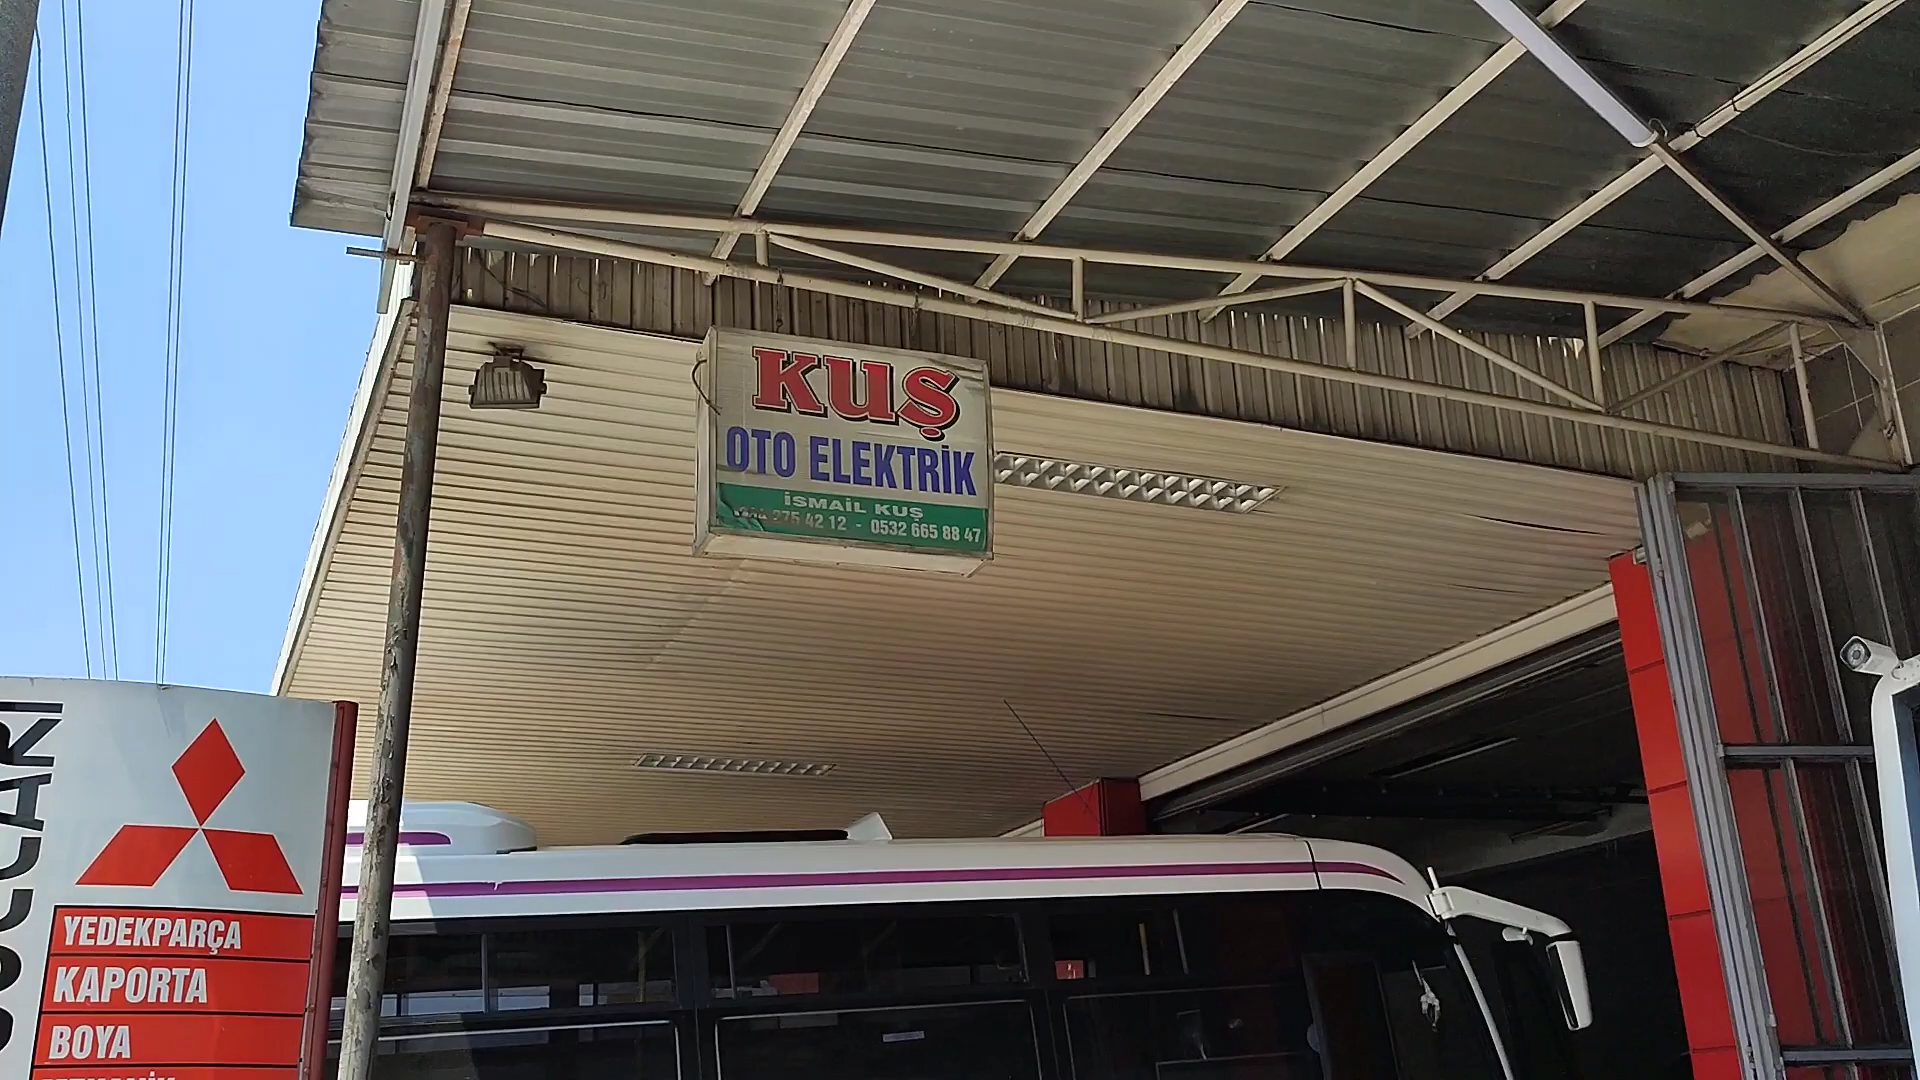 KUŞ
OTO ELEKTRİK
İSMAİL KUŞ
275 42 12 - 0532 665 88 47
YEDEKPARÇA
KAPORTA
BOYA